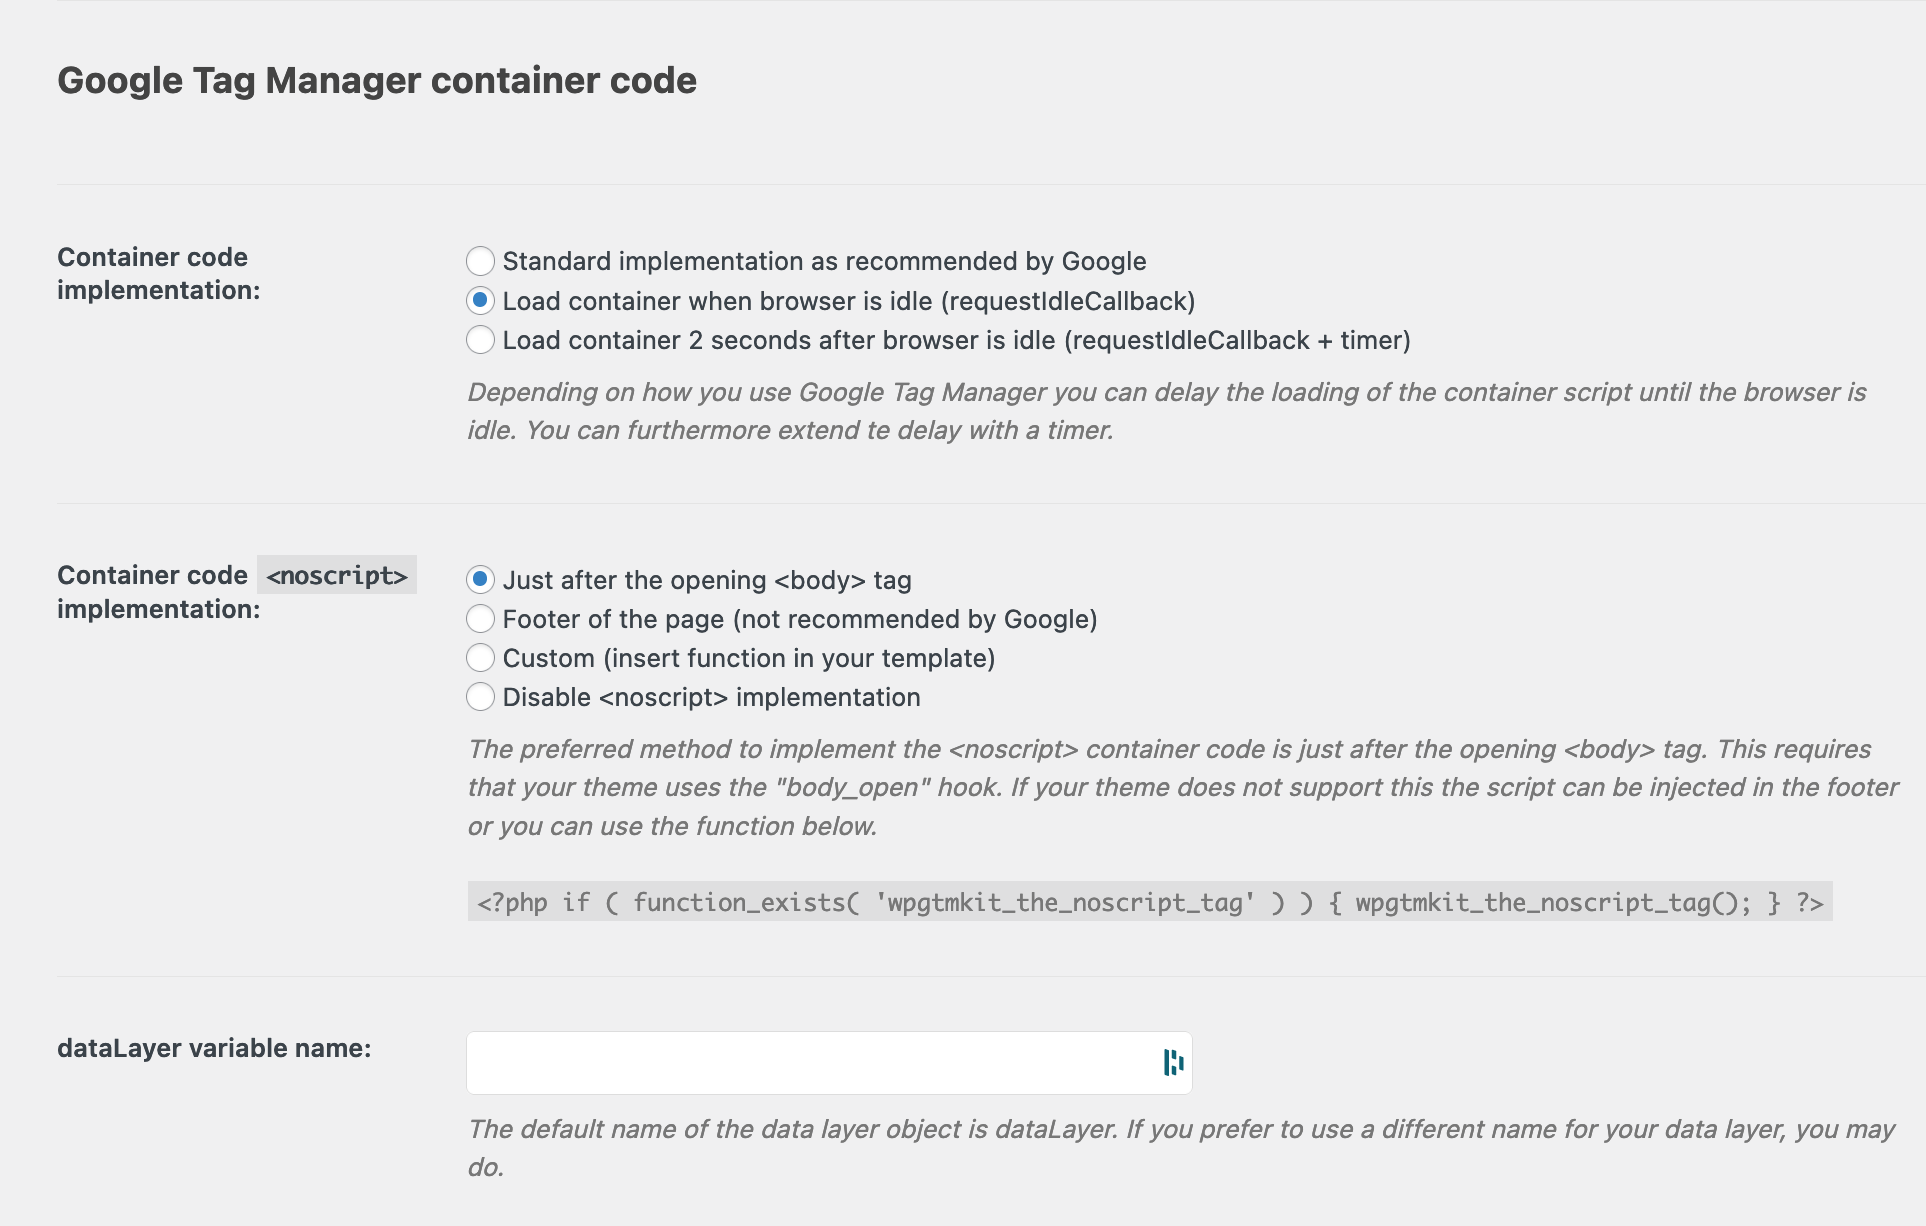 Google Tag Manager container code
Container code
implementation:
Standard implementation as recommended by Google
Load container when browser is idle (requestIdleCallback)
Load container 2 seconds after browser is idle (requestIdleCallback + timer)
Depending on how you use Google Tag Manager you can delay the loading of the container script until the browser is
idle. You can furthermore extend te delay with a timer.
Container code <noscript>
implementation:
Just after the opening <body> tag
Footer of the page (not recommended by Google)
Custom (insert function in your template)
Disable <noscript> implementation
The preferred method to implement the <noscript> container code is just after the opening <body> tag. This requires
that your theme uses the "body_open" hook. If your theme does not support this the script can be injected in the footer
or you can use the function below.
<?php if ( function_exists( 'wpgtmkit_the_noscript_tag' ) ) { wpgtmkit_the_noscript_tag(); } ?>
dataLayer variable name:
The default name of the data layer object is dataLayer. If you prefer to use a different name for your data layer, you may
do.